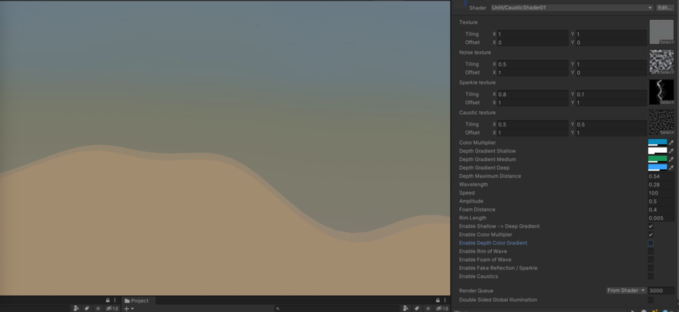 Shader Unlit/CausticShader01 Edit...
Texture
Tiling X 1 Y 1
Offset X 0 Y 0
Noise texture
Tiling X 0.5 Y 1
Offset X 1 Y 0
Sparkle texture
Tiling X 0.8 Y 0.1
Offset X 1 Y 1
Caustic texture
Tiling X 0.5 Y 0.5
Offset X 1 Y 1
Color Multiplier
Depth Gradient Shallow
Depth Gradient Medium
Depth Gradient Deep
Depth Maximum Distance 0.54
Wavelength 0.28
Speed 100
Amplitude 0.5
Foam Distance 0.4
Rim Length 0.005
Enable Shallow -> Deep Gradient
Enable Color Multiplier
Enable Depth Color Gradient
Enable Rim of Wave
Enable Foam of Wave
Enable Fake Reflection / Sparkle
Enable Caustics
Render Queue From Shader 3000
Double Sided Global Illumination
Project